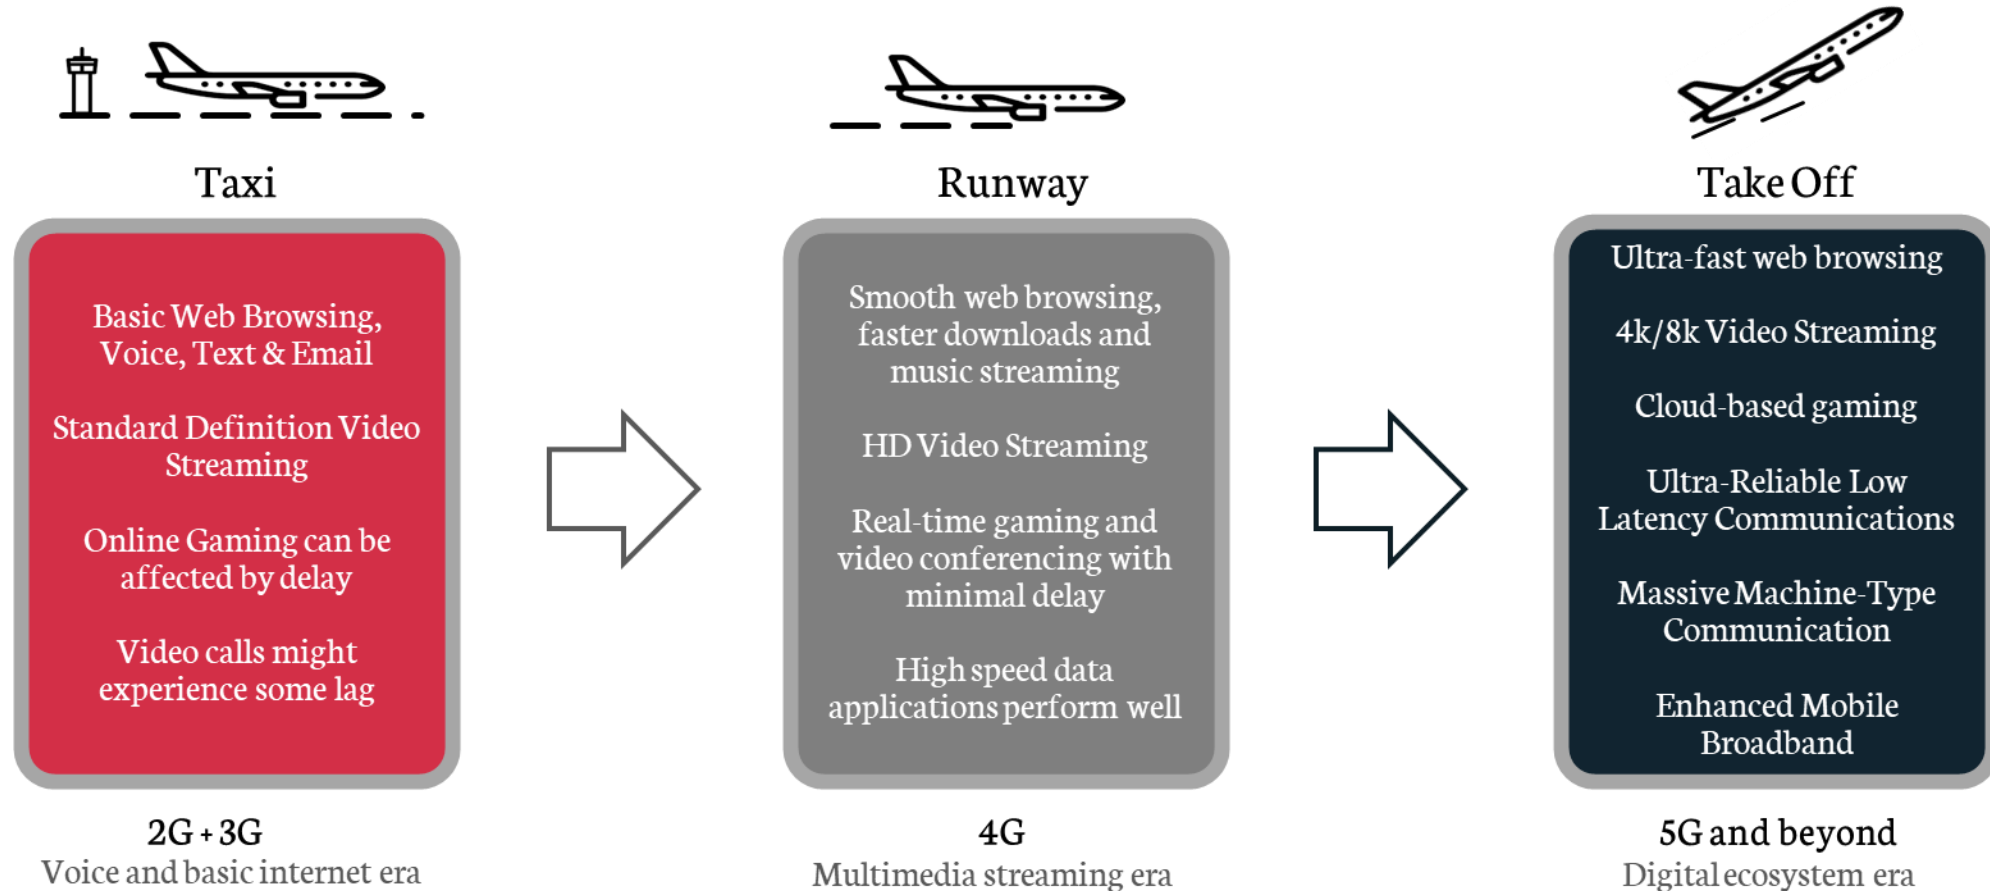 Taxi
Basic Web Browsing,
Voice, Text & Email
Standard Definition Video
Streaming
Online Gaming can be
affected by delay
Video calls might
experience some lag
2G + 3G
Voice and basic internet era
Runway
Smooth web browsing,
faster downloads and
music streaming
HD Video Streaming
Real-time gaming and
video conferencing with
minimal delay
High speed data
applications perform well
4G
Multimedia streaming era
Take Off
Ultra-fast web browsing
4k/8k Video Streaming
Cloud-based gaming
Ultra-Reliable Low
Latency Communications
Massive Machine-Type
Communication
Enhanced Mobile
Broadband
5G and beyond
Digital ecosystem era